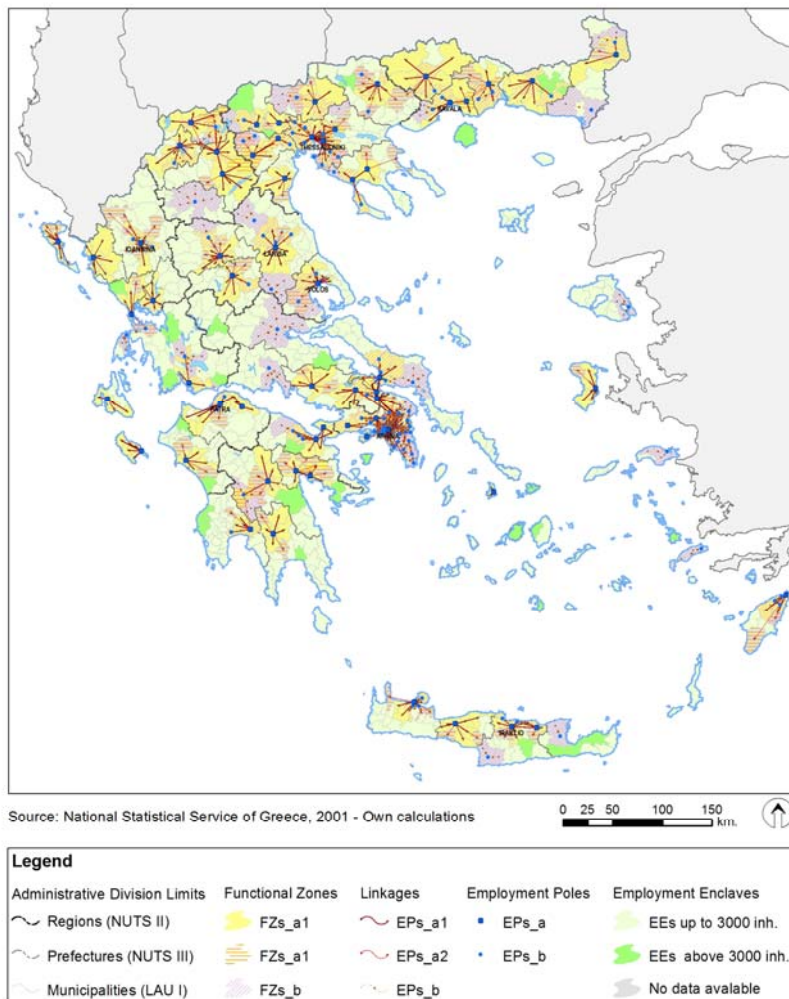 KAVALA
THESSALONIKI
IOANNINA
LARISA
VOLOS
PATRA
IRAKLIO
Source: National Statistical Service of Greece, 2001 - Own calculations
0 25 50 100 150
km.
Legend
Administrative Division Limits
Regions (NUTS II)
Prefectures (NUTS III)
Municipalities (LAU I)
Functional Zones
FZs_a1
FZs_a1
FZs_b
Linkages
EPs_a1
EPs_a2
EPs_b
Employment Poles
EPs_a
EPs_b
Employment Enclaves
EEs up to 3000 inh.
EEs above 3000 inh.
No data avalable